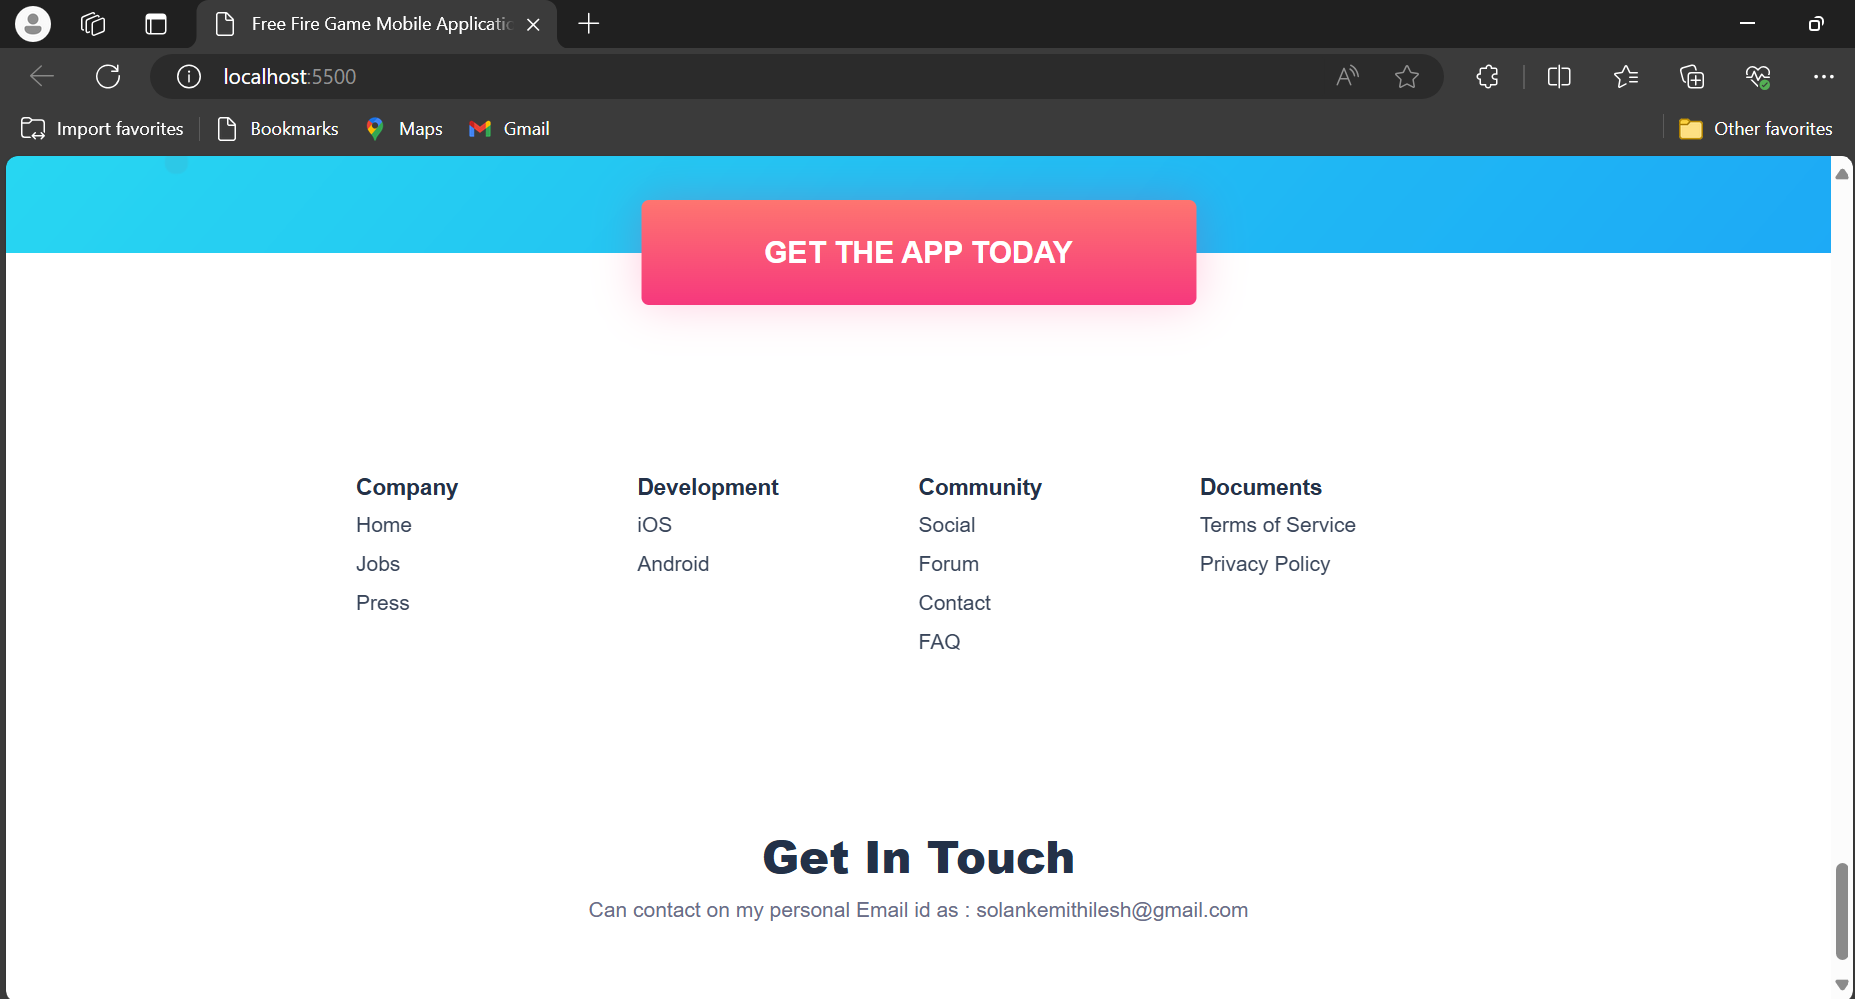 Free Fire Game Mobile Applicatio
localhost:5500
Import favorites
Bookmarks
Maps
Gmail
Other favorites
GET THE APP TODAY
Company
Home
Jobs
Press
Development
iOS
Android
Community
Social
Forum
Contact
FAQ
Documents
Terms of Service
Privacy Policy
Get In Touch
Can contact on my personal Email id as : solankemithilesh@gmail.com